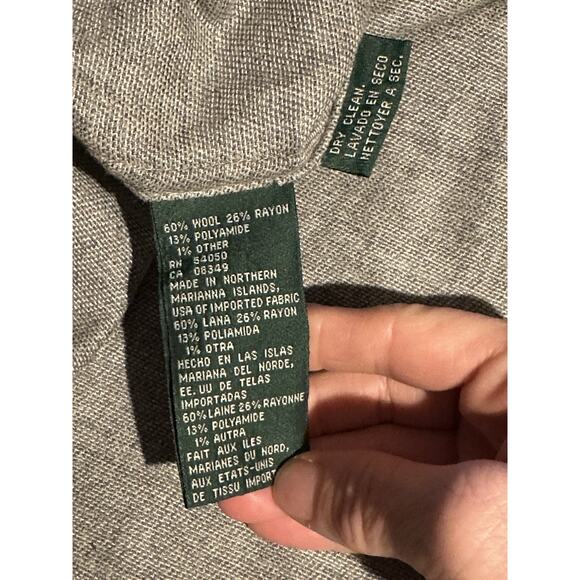 DRY CLEAN.
LAVADO EN SECO
NETTOYER A SEC.
60% WOOL 26% RAYON
13% POLYAMIDE
1% OTHER
RN 54050
CA 08349
MADE IN NORTHERN
MARIANNA ISLANDS,
USA OF IMPORTED FABRIC
60% LANA 26% RAYON
13% POLIAMIDA
1% OTRA
HECHO EN LAS ISLAS
MARIANA DEL NORDE,
EE. UU DE TELAS
IMPORTADAS
60% LAINE 26% RAYONNE
13% POLYAMIDE
1% AUTRA
FAIT AUX ILES
MARIANES DU NORD,
AUX ETATS-UNIS
DE TISSU